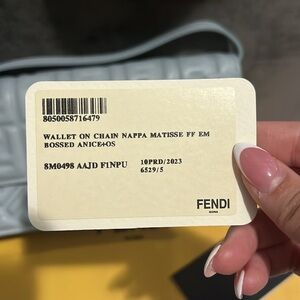 8050058716479
WALLET ON CHAIN NAPPA MATISSE FF EM
BOSSED ANICE+OS
8M0498 AAJD F1NPU 10PRD/2023
6529/5
FENDI
ROMA